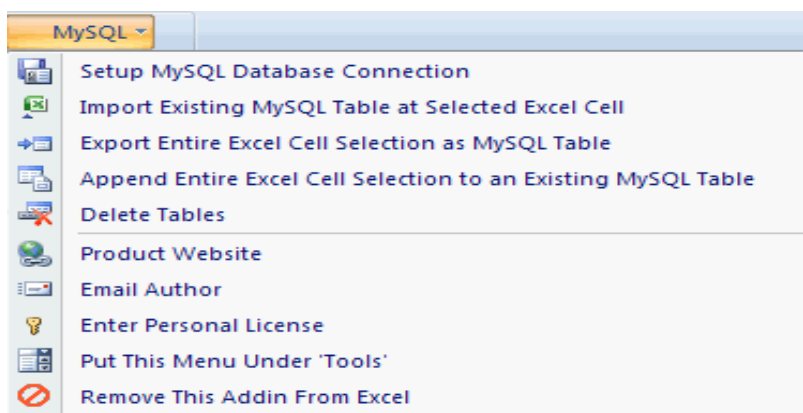 MySQL
Setup MySQL Database Connection
Import Existing MySQL Table at Selected Excel Cell
Export Entire Excel Cell Selection as MySQL Table
Append Entire Excel Cell Selection to an Existing MySQL Table
Delete Tables
Product Website
Email Author
Enter Personal License
Put This Menu Under 'Tools'
Remove This Addin From Excel